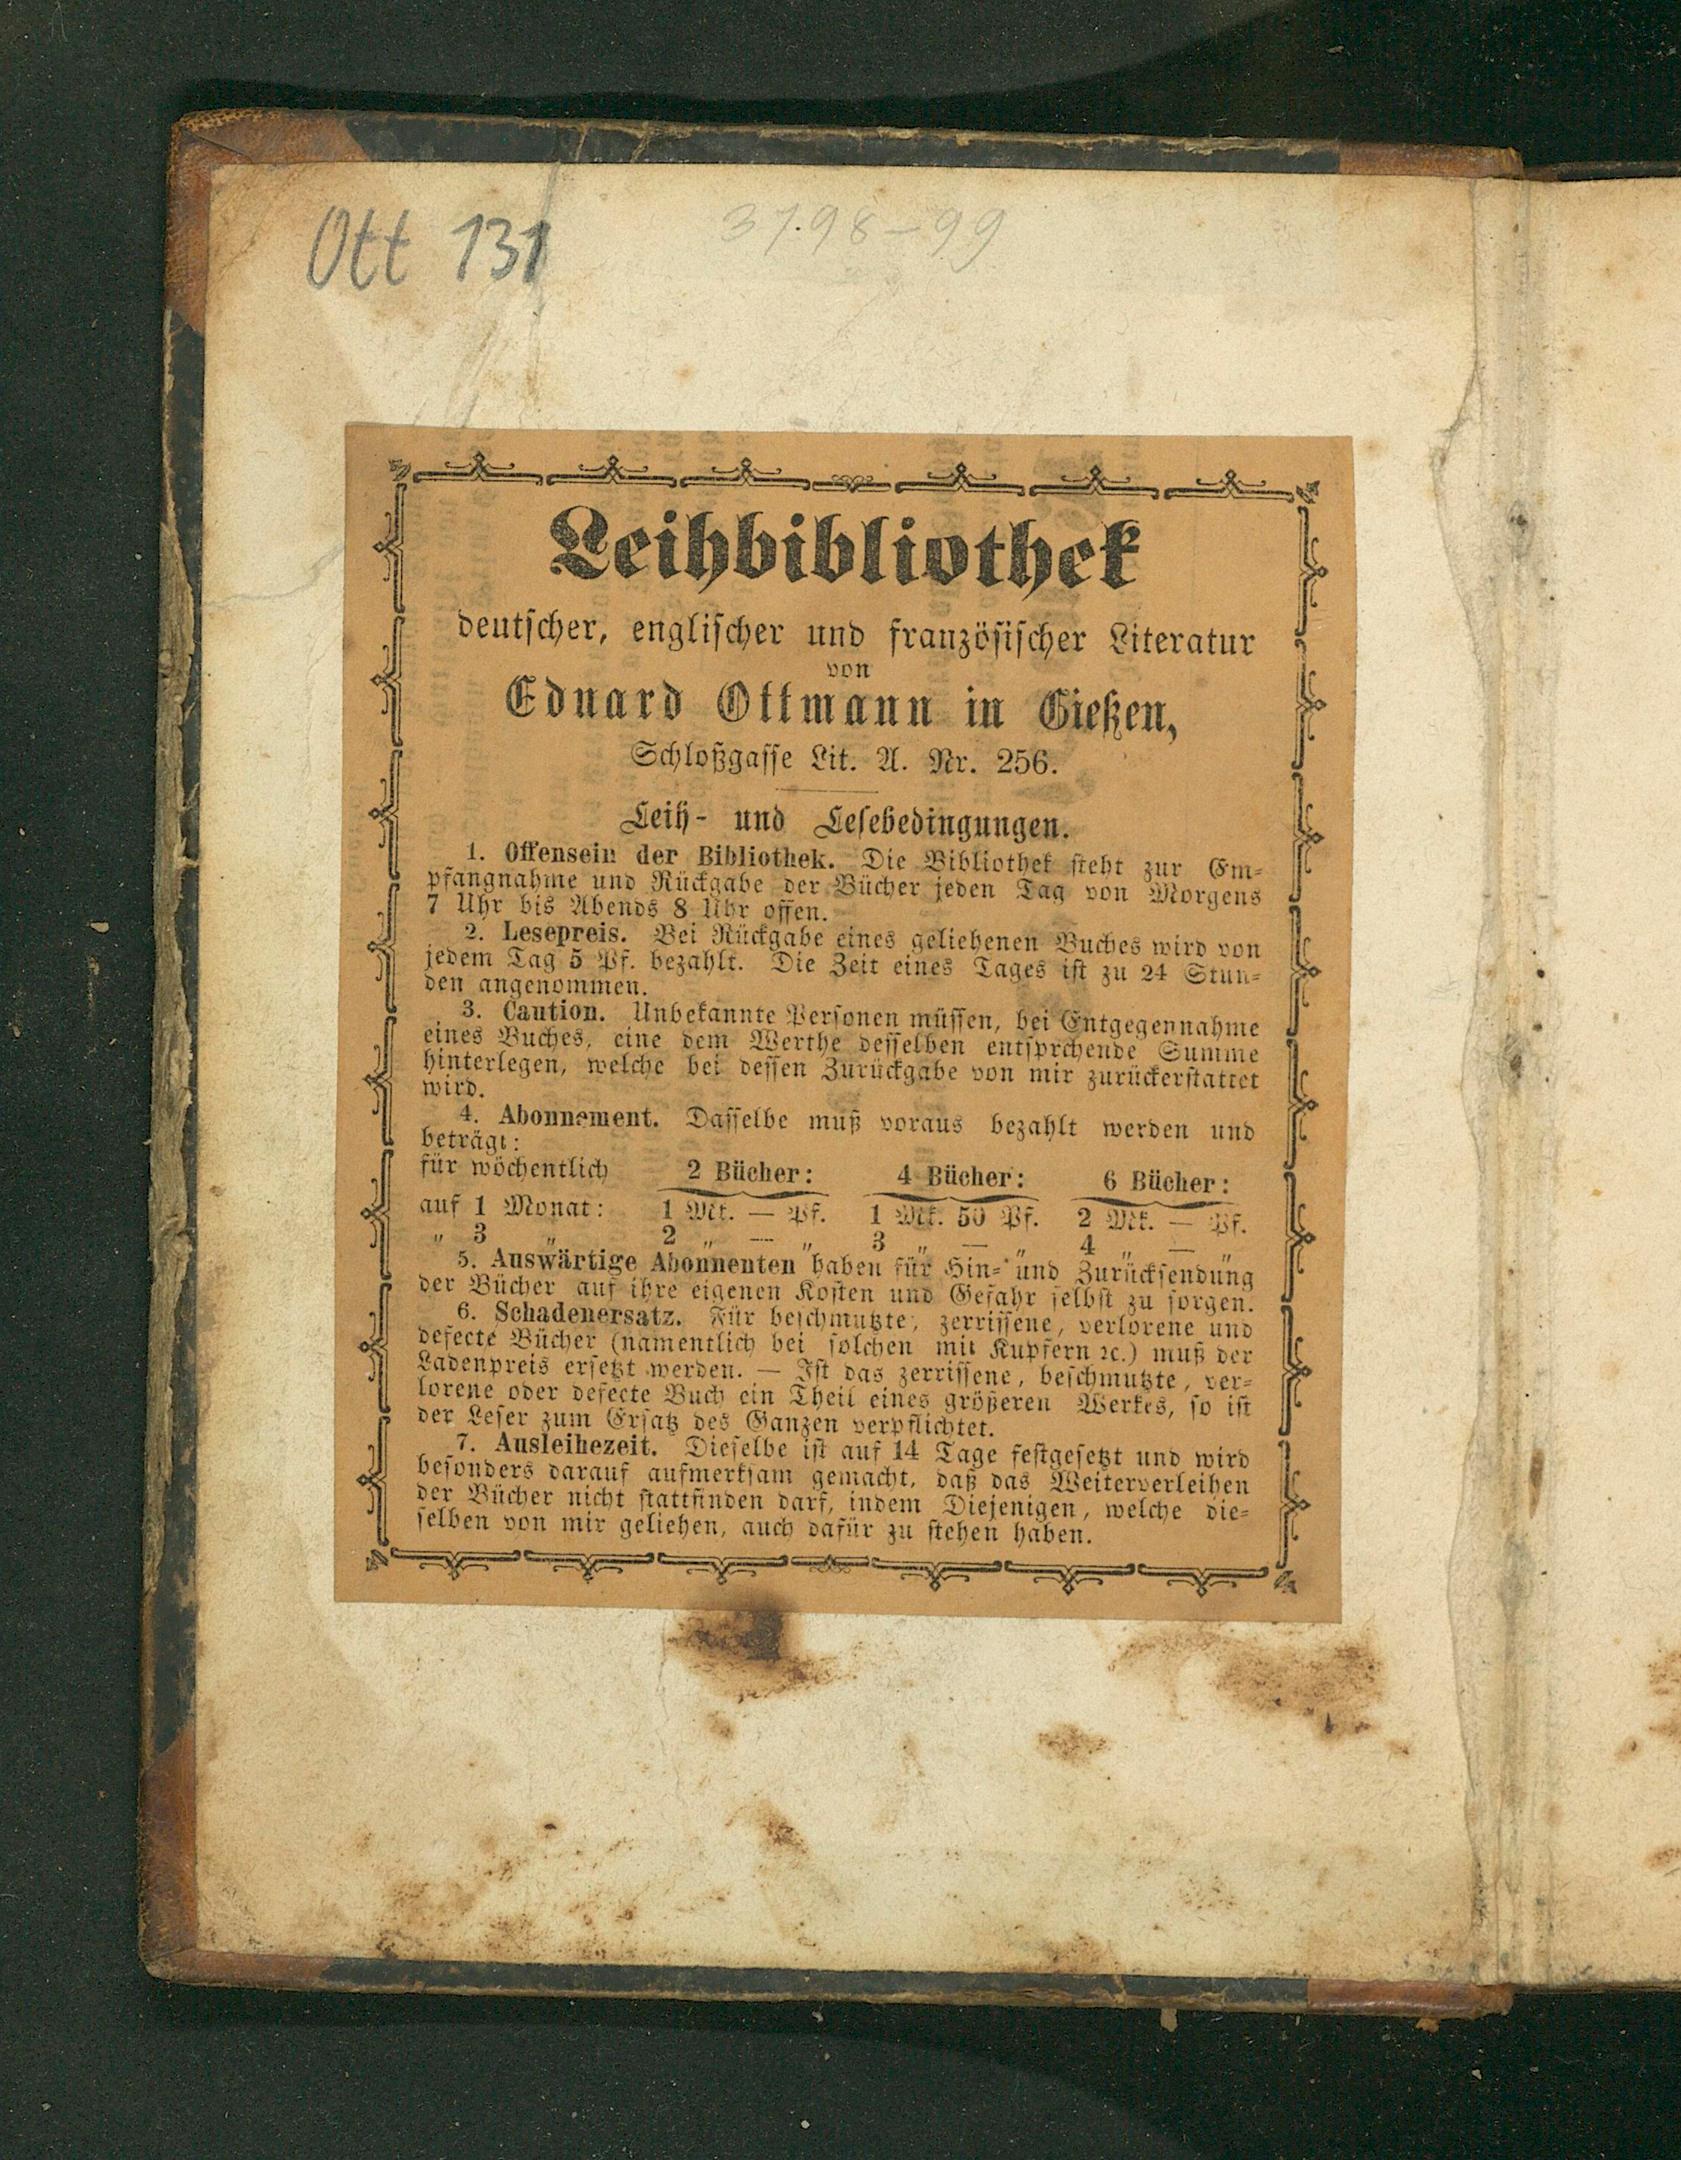 Ott 131
3798-99
Leihbibliothek
deutscher, englischer und französischer Literatur
von
Eduard Ottmann in Gießen,
Schloßgasse Lit. A. Nr. 256.
Leih- und Lesebedingungen.
1. Offensein der Bibliothek. Die Bibliothek steht zur Em-
pfangnahme und Rückgabe der Bücher jeden Tag von Morgens
7 Uhr bis Abends 8 Uhr offen.
2. Lesepreis. Bei Rückgabe eines geliehenen Buches wird von
jedem Tag 5 Pf. bezahlt. Die Zeit eines Tages ist zu 24 Stun-
den angenommen.
3. Caution. Unbekannte Personen müssen, bei Entgegennahme
eines Buches, eine dem Werthe desselben entsprchende Summe
hinterlegen, welche bei dessen Zurückgabe von mir zurückerstattet
wird.
4. Abonnement. Dasselbe muß voraus bezahlt werden und
beträgt:
für wöchentlich 2 Bücher: 4 Bücher: 6 Bücher:
auf 1 Monat: 1 Mk. — Pf. 1 Mk. 50 Pf. 2 Mk. — Pf.
„ 3 „ 2 „ — „ 3 „ — „ 4 „ — „
5. Auswärtige Abonnenten haben für Hin- und Zurücksendung
der Bücher auf ihre eigenen Kosten und Gefahr selbst zu sorgen.
6. Schadenersatz. Für beschmutzte, zerrissene, verlorene und
defecte Bücher (namentlich bei solchen mit Kupfern ꝛc.) muß der
Ladenpreis ersetzt werden. — Ist das zerrissene, beschmutzte, ver-
lorene oder defecte Buch ein Theil eines größeren Werkes, so ist
der Leser zum Ersatz des Ganzen verpflichtet.
7. Ausleihezeit. Dieselbe ist auf 14 Tage festgesetzt und wird
besonders darauf aufmerksam gemacht, daß das Weiterverleihen
der Bücher nicht stattfinden darf, indem Diejenigen, welche die-
selben von mir geliehen, auch dafür zu stehen haben.